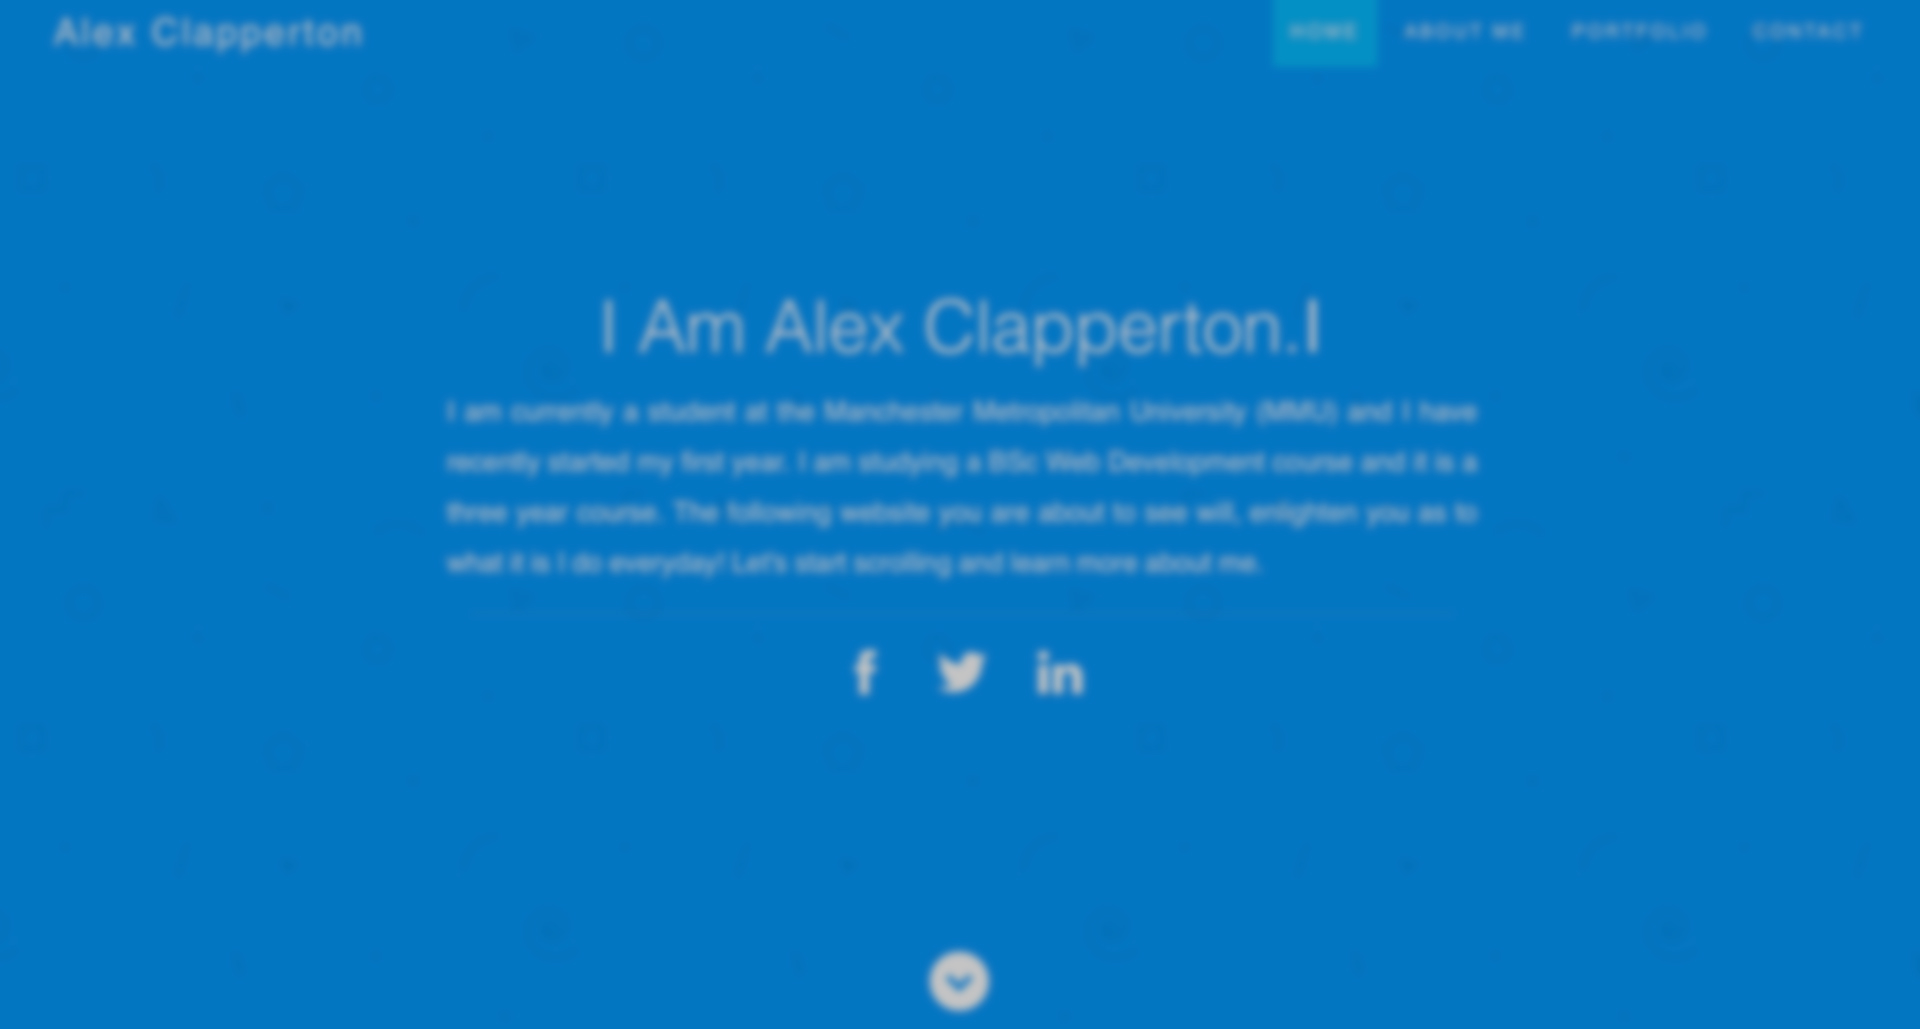 Alex Clapperton
HOME ABOUT ME PORTFOLIO CONTACT
I Am Alex Clapperton.I
I am currently a student at the Manchester Metropolitan University (MMU) and I have
recently started my first year. I am studying a BSc Web Development course and it is a
three year course. The following website you are about to see will, enlighten you as to
what it is I do everyday! Let's start scrolling and learn more about me.